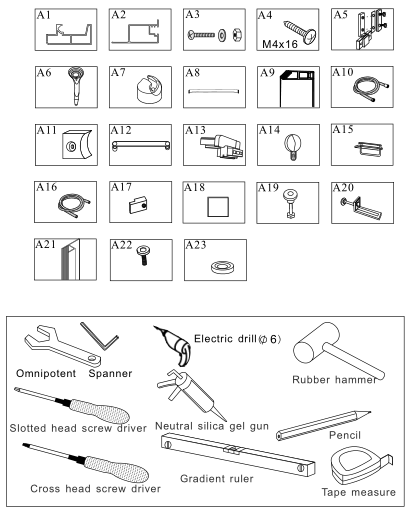 A1 A2 A3 A4 A5
M4x16
A6 A7 A8 A9 A10
A11 A12 A13 A14 A15
A16 A17 A18 A19 A20
A21 A22 A23
Electric drill(φ6)
Omnipotent Spanner
Rubber hammer
Slotted head screw driver
Neutral silica gel gun
Pencil
Cross head screw driver
Gradient ruler
Tape measure